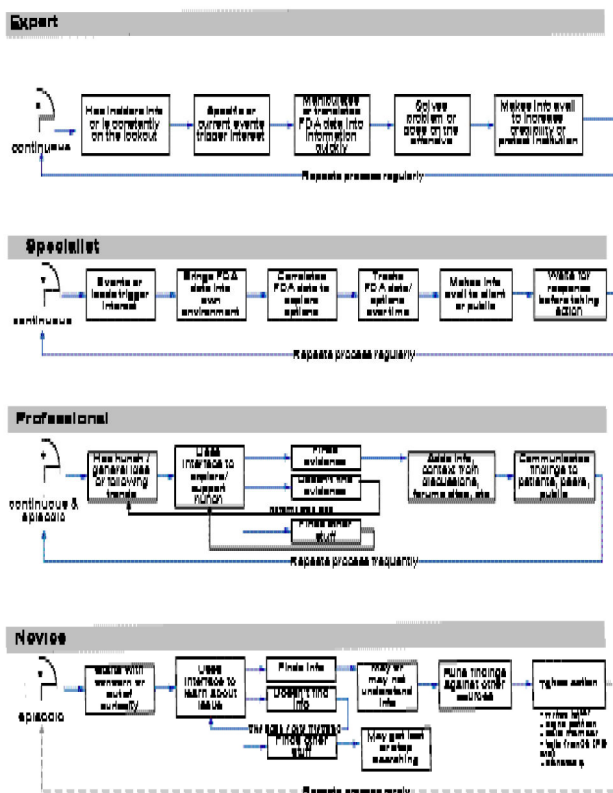 Expert
continuous
Has insiders info
or is constantly
on the lookout
Specific or
current events
trigger interest
Manipulates
or translates
FDA data into
information
quickly
Solves
problem or
goes on the
offensive
Makes info avail
to increase
credibility or
protect institution
Repeats process regularly
Specialist
continuous
Events or
leads trigger
interest
Brings FDA
data into
own
environment
Correlates
FDA data to
explore
options
Tracks
FDA data/
options
overtime
Makes info
avail to client
or public
Waits for
response
before taking
action
Repeats process regularly
Professional
continuous &
episodic
Has hunch /
general idea
or following
trends
Uses
interface to
explore/
support
hunch
Finds
evidence
Doesn't find
evidence
Finds other
stuff
Adds info,
context from
discussions,
forums, sites, etc
Communicates
findings to
patients, peers,
public
Repeats process frequently
Novice
episodic
Starts with
concern or
out of
curiosity
Uses
interface to
learn about
issue
Finds info
Doesn't find
info
Finds other
stuff
May or
may not
understand
info
May get lost
or stop
searching
Runs findings
against other
sources
Takes action
Repeats process rarely